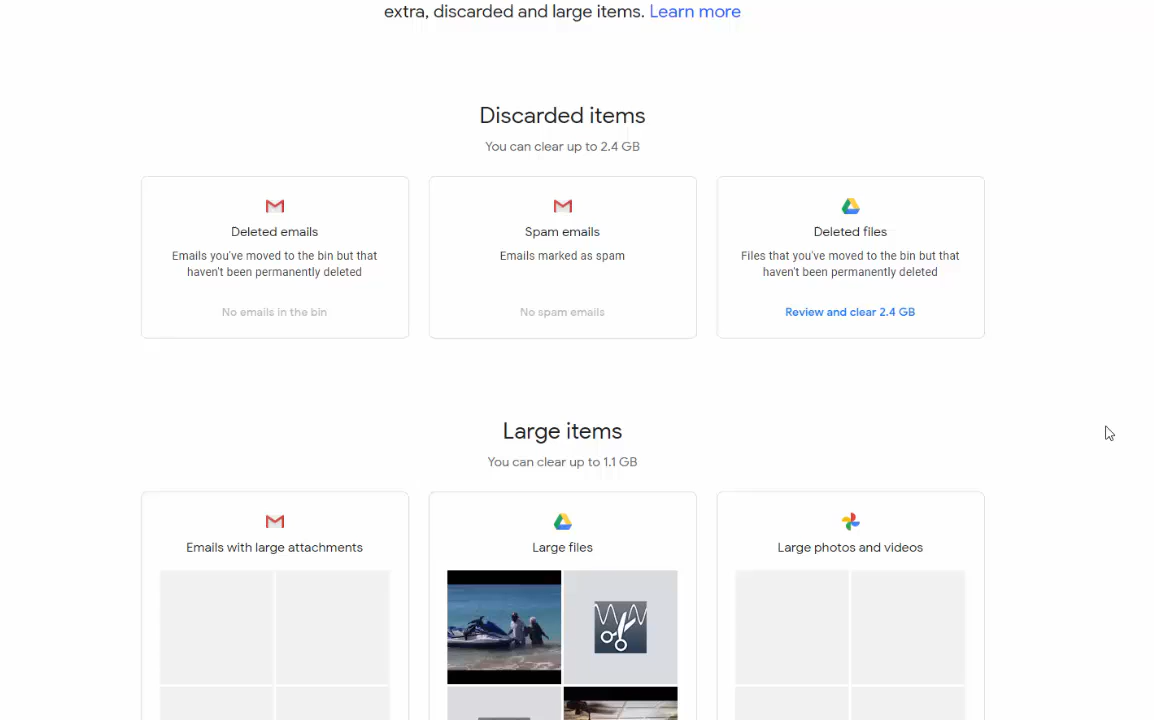 extra, discarded and large items. Learn more
Discarded items
You can clear up to 2.4 GB
Deleted emails
Emails you've moved to the bin but that
haven't been permanently deleted
No emails in the bin
Spam emails
Emails marked as spam
No spam emails
Deleted files
Files that you've moved to the bin but that
haven't been permanently deleted
Review and clear 2.4 GB
Large items
You can clear up to 1.1 GB
Emails with large attachments
Large files
Large photos and videos